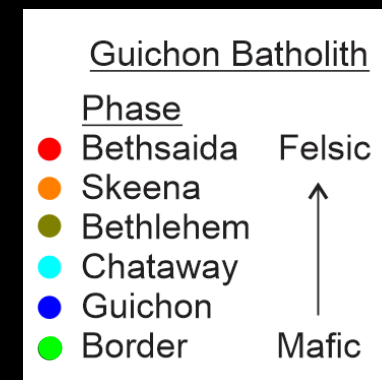 Guichon Batholith
Phase
Bethsaida Felsic
Skeena
Bethlehem
Chataway
Guichon
Border Mafic